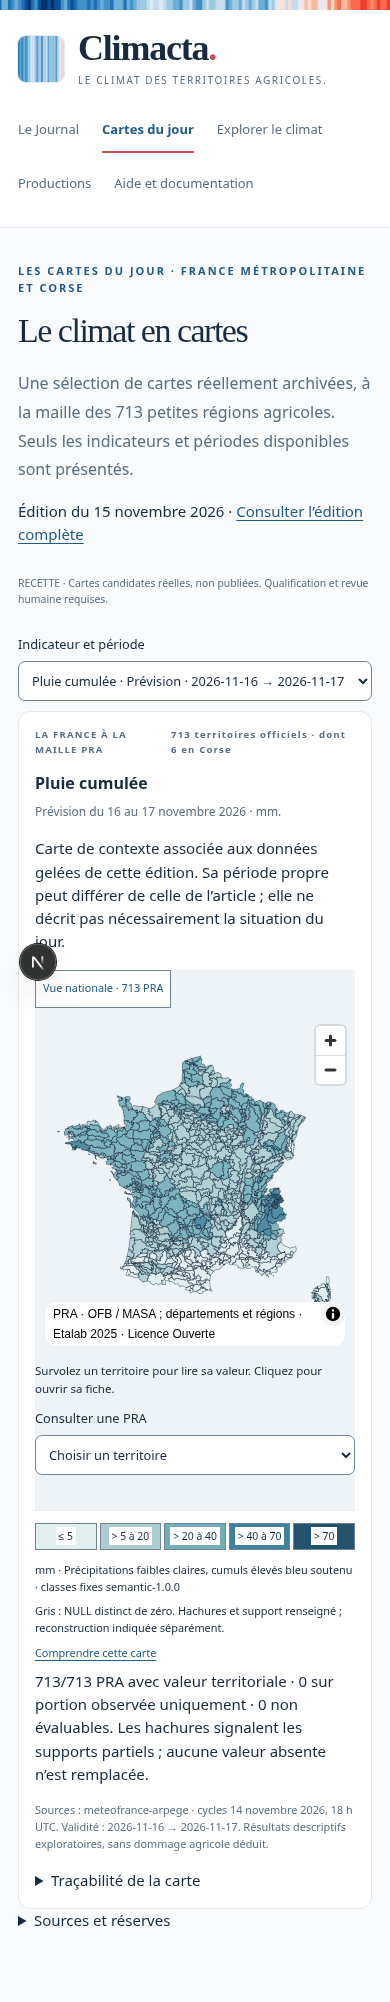 Climacta.
LE CLIMAT DES TERRITOIRES AGRICOLES.
Le Journal Cartes du jour Explorer le climat
Productions Aide et documentation
LES CARTES DU JOUR · FRANCE MÉTROPOLITAINE
ET CORSE
Le climat en cartes
Une sélection de cartes réellement archivées, à
la maille des 713 petites régions agricoles.
Seuls les indicateurs et périodes disponibles
sont présentés.
Édition du 15 novembre 2026 · Consulter l’édition
complète
RECETTE · Cartes candidates réelles, non publiées. Qualification et revue
humaine requises.
Indicateur et période
Pluie cumulée · Prévision · 2026-11-16 → 2026-11-17
LA FRANCE À LA
MAILLE PRA
713 territoires officiels · dont
6 en Corse
Pluie cumulée
Prévision du 16 au 17 novembre 2026 · mm.
Carte de contexte associée aux données
gelées de cette édition. Sa période propre
peut différer de celle de l’article ; elle ne
décrit pas nécessairement la situation du
jour.
N
Vue nationale · 713 PRA
+
−
PRA · OFB / MASA ; départements et régions ·
Etalab 2025 · Licence Ouverte
Survolez un territoire pour lire sa valeur. Cliquez pour
ouvrir sa fiche.
Consulter une PRA
Choisir un territoire
≤ 5 > 5 à 20 > 20 à 40 > 40 à 70 > 70
mm · Précipitations faibles claires, cumuls élevés bleu soutenu
· classes fixes semantic-1.0.0
Gris : NULL distinct de zéro. Hachures et support renseigné ;
reconstruction indiquée séparément.
Comprendre cette carte
713/713 PRA avec valeur territoriale · 0 sur
portion observée uniquement · 0 non
évaluables. Les hachures signalent les
supports partiels ; aucune valeur absente
n’est remplacée.
Sources : meteofrance-arpege · cycles 14 novembre 2026, 18 h
UTC. Validité : 2026-11-16 → 2026-11-17. Résultats descriptifs
exploratoires, sans dommage agricole déduit.
Traçabilité de la carte
Sources et réserves